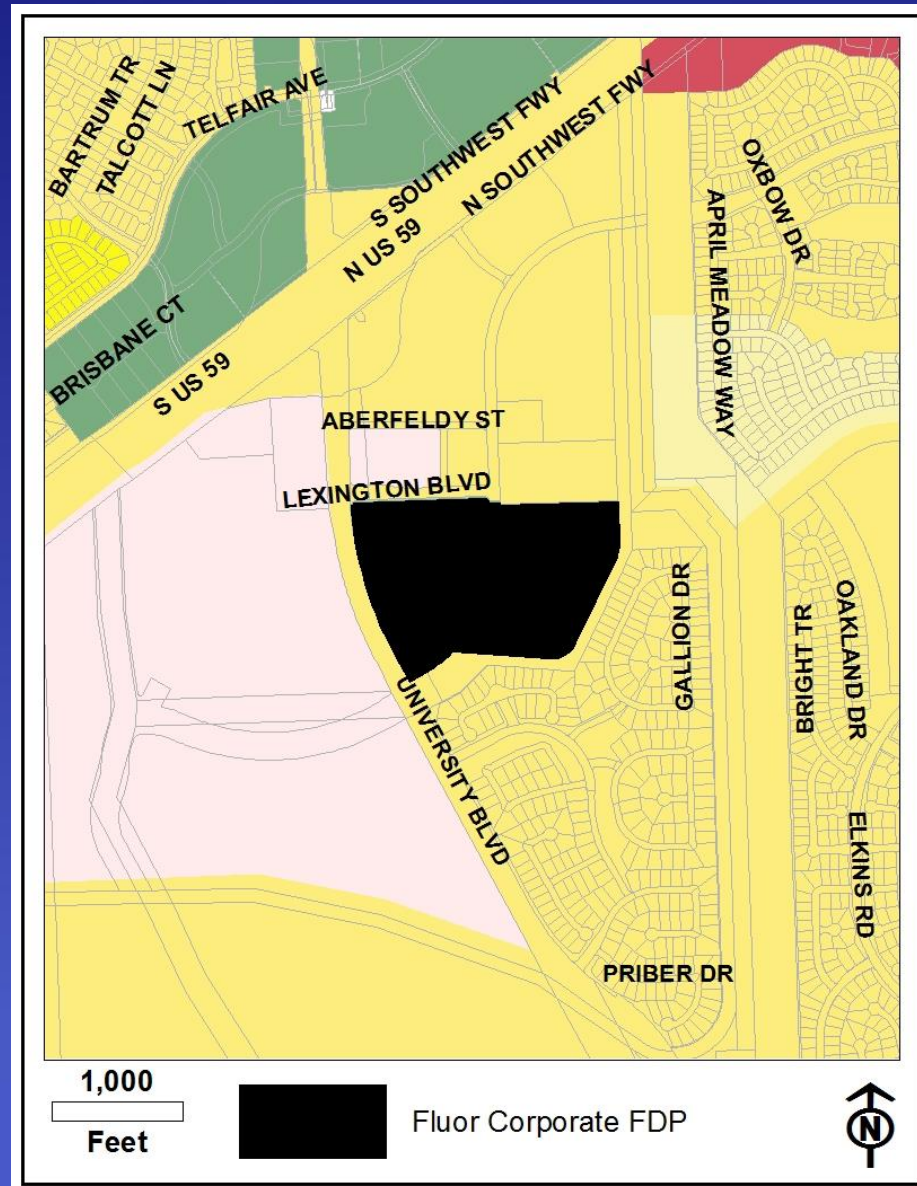 BARTRUM TR
TALCOTT LN
TELFAIR AVE
S SOUTHWEST FWY
N SOUTHWEST FWY
OXBOW DR
N US 59
APRIL MEADOW WAY
BRISBANE CT
S US 59
ABERFELDY ST
LEXINGTON BLVD
GALLION DR
BRIGHT TR
OAKLAND DR
UNIVERSITY BLVD
ELKINS RD
PRIBER DR
1,000
Feet
Fluor Corporate FDP
N